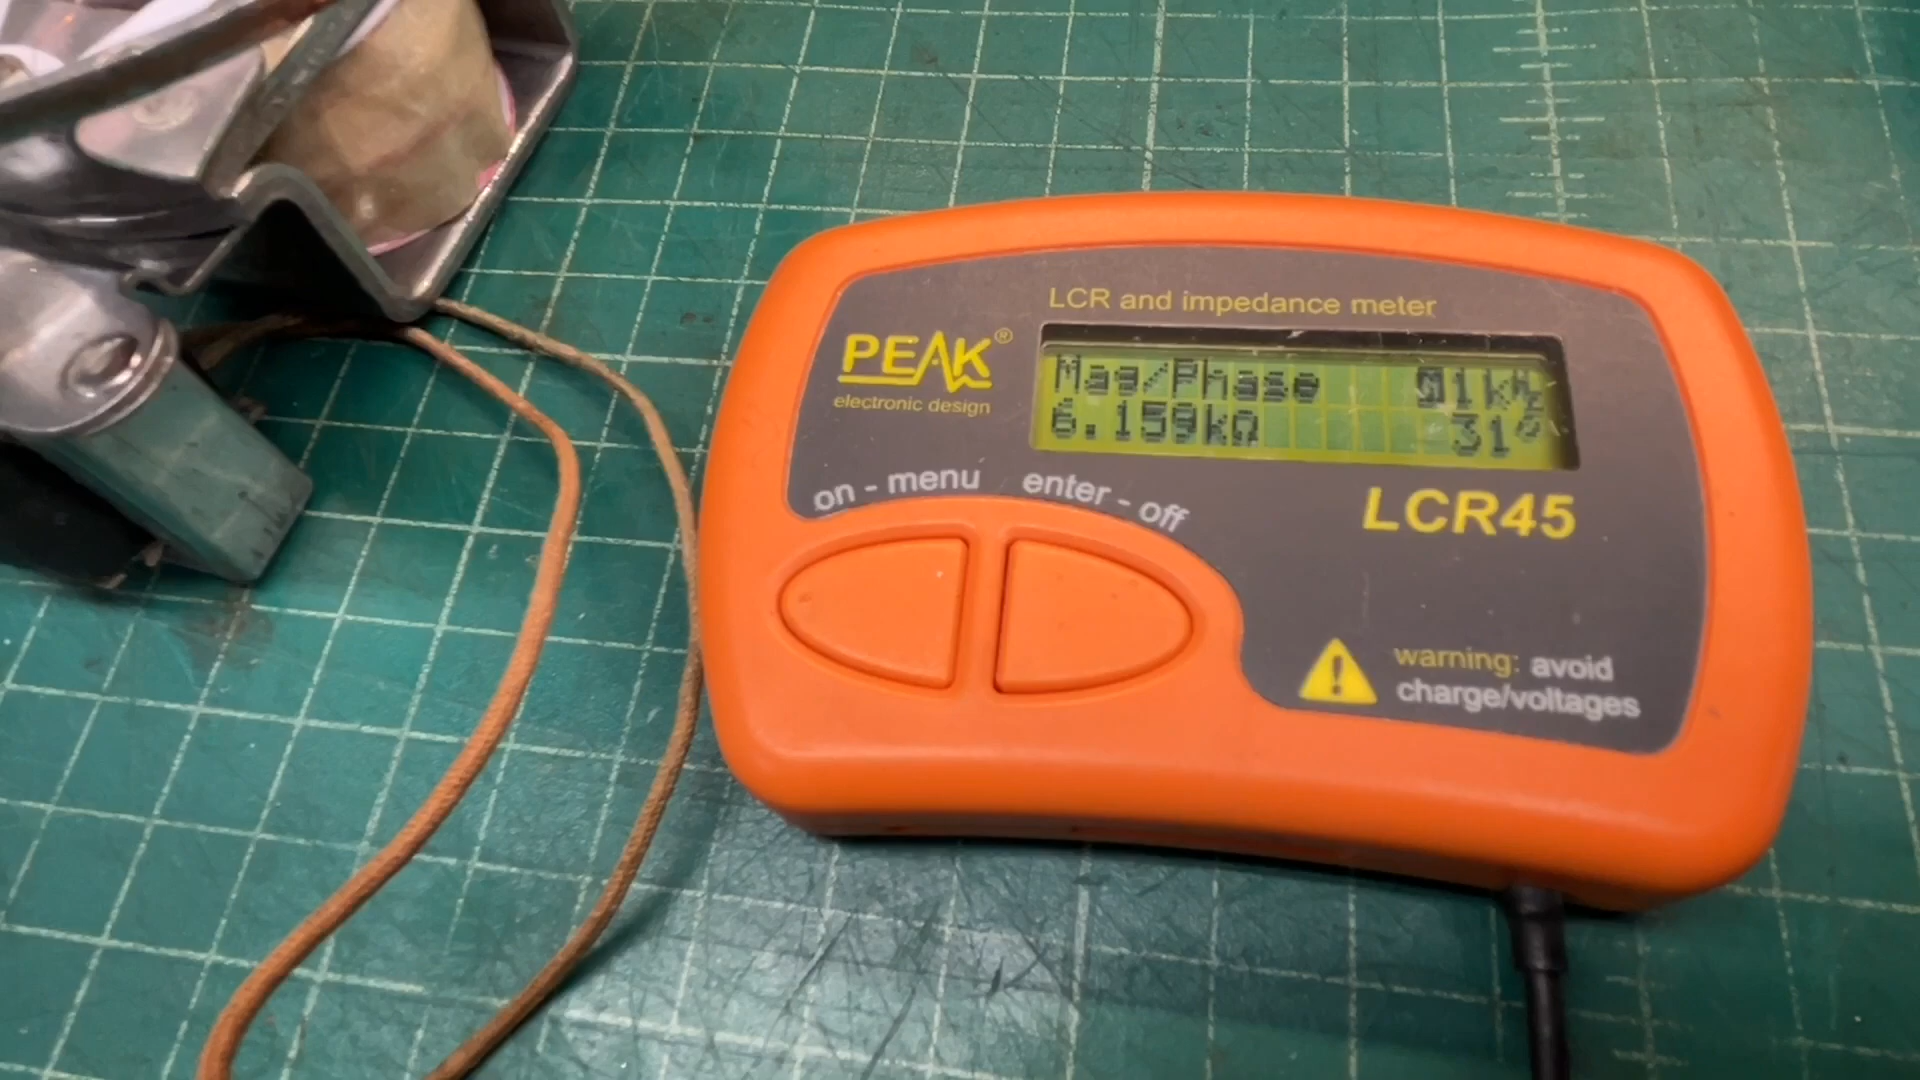 LCR and impedance meter
PEAK®
electronic design
Mag/Phase @1kHz
6.159kΩ 31°
on - menu
enter - off
LCR45
warning: avoid
charge/voltages